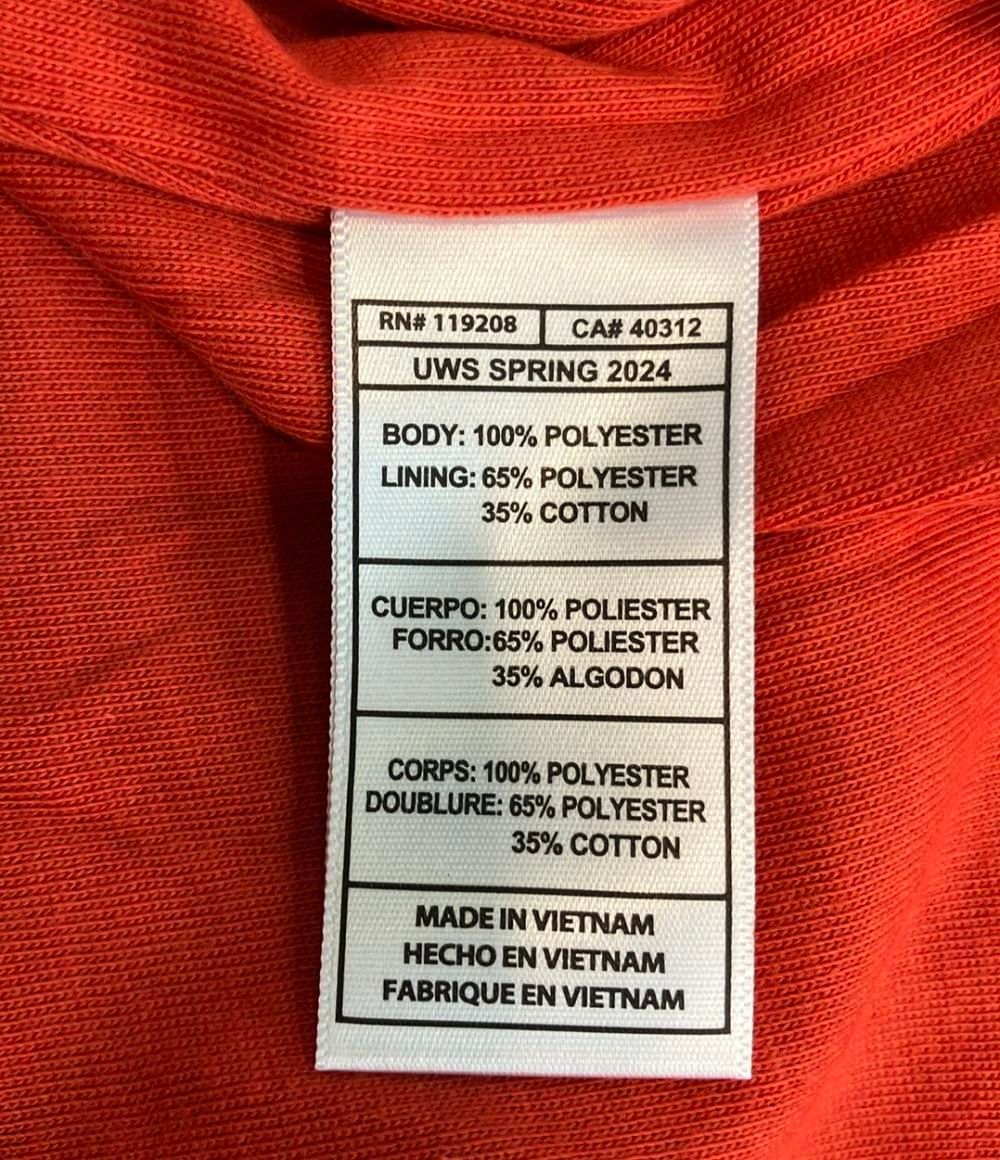 RN# 119208 CA# 40312
UWS SPRING 2024
BODY: 100% POLYESTER
LINING: 65% POLYESTER
35% COTTON
CUERPO: 100% POLIESTER
FORRO:65% POLIESTER
35% ALGODON
CORPS: 100% POLYESTER
DOUBLURE: 65% POLYESTER
35% COTTON
MADE IN VIETNAM
HECHO EN VIETNAM
FABRIQUE EN VIETNAM